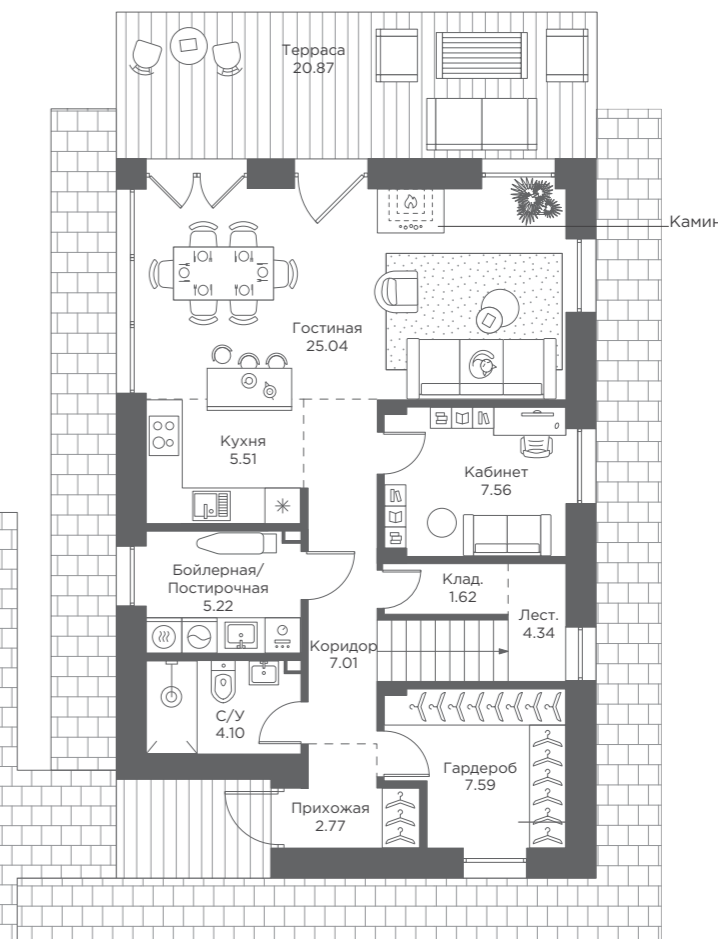 Терраса
20.87
Камин
Гостиная
25.04
Кухня
5.51
Кабинет
7.56
Бойлерная/
Постирочная
5.22
Клад.
1.62
Лест.
4.34
Коридор
7.01
С/У
4.10
Гардероб
7.59
Прихожая
2.77